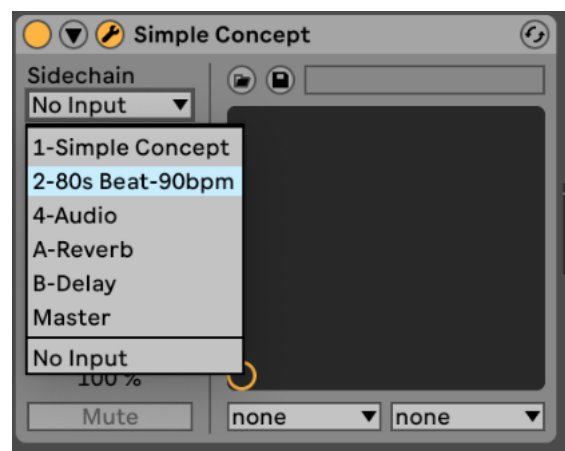 Simple Concept
Sidechain
No Input
1-Simple Concept
2-80s Beat-90bpm
4-Audio
A-Reverb
B-Delay
Master
No Input
100 %
Mute
none
none